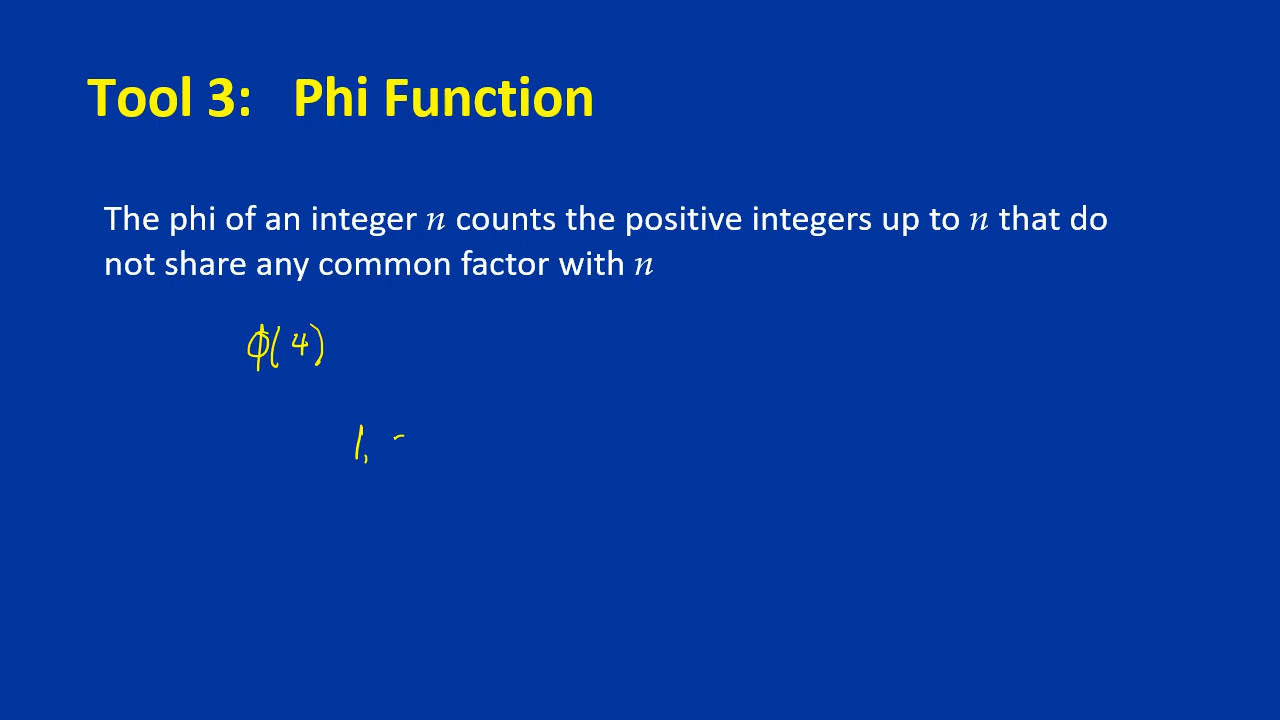 Tool 3: Phi Function
The phi of an integer n counts the positive integers up to n that do
not share any common factor with n
ϕ(4)
1,